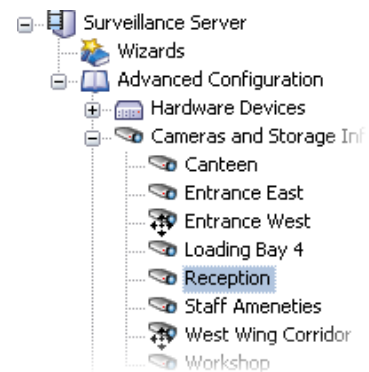 Surveillance Server
Wizards
Advanced Configuration
Hardware Devices
Cameras and Storage Inf
Canteen
Entrance East
Entrance West
Loading Bay 4
Reception
Staff Ameneties
West Wing Corridor
Workshop